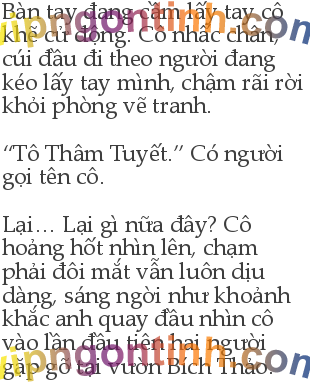 Bàn tay đang cầm lấy tay cô
khẽ cử động. Cô nhấc chân,
cúi đầu đi theo người đang
kéo lấy tay mình, chậm rãi rời
khỏi phòng vẽ tranh.
“Tô Thâm Tuyết.” Có người
gọi tên cô.
Lại… Lại gì nữa đây? Cô
hoảng hốt nhìn lên, chạm
phải đôi mắt vẫn luôn dịu
dàng, sáng ngời như khoảnh
khắc anh quay đầu nhìn cô
vào lần đầu tiên hai người
gặp gỡ tại Vườn Bích Thảo.